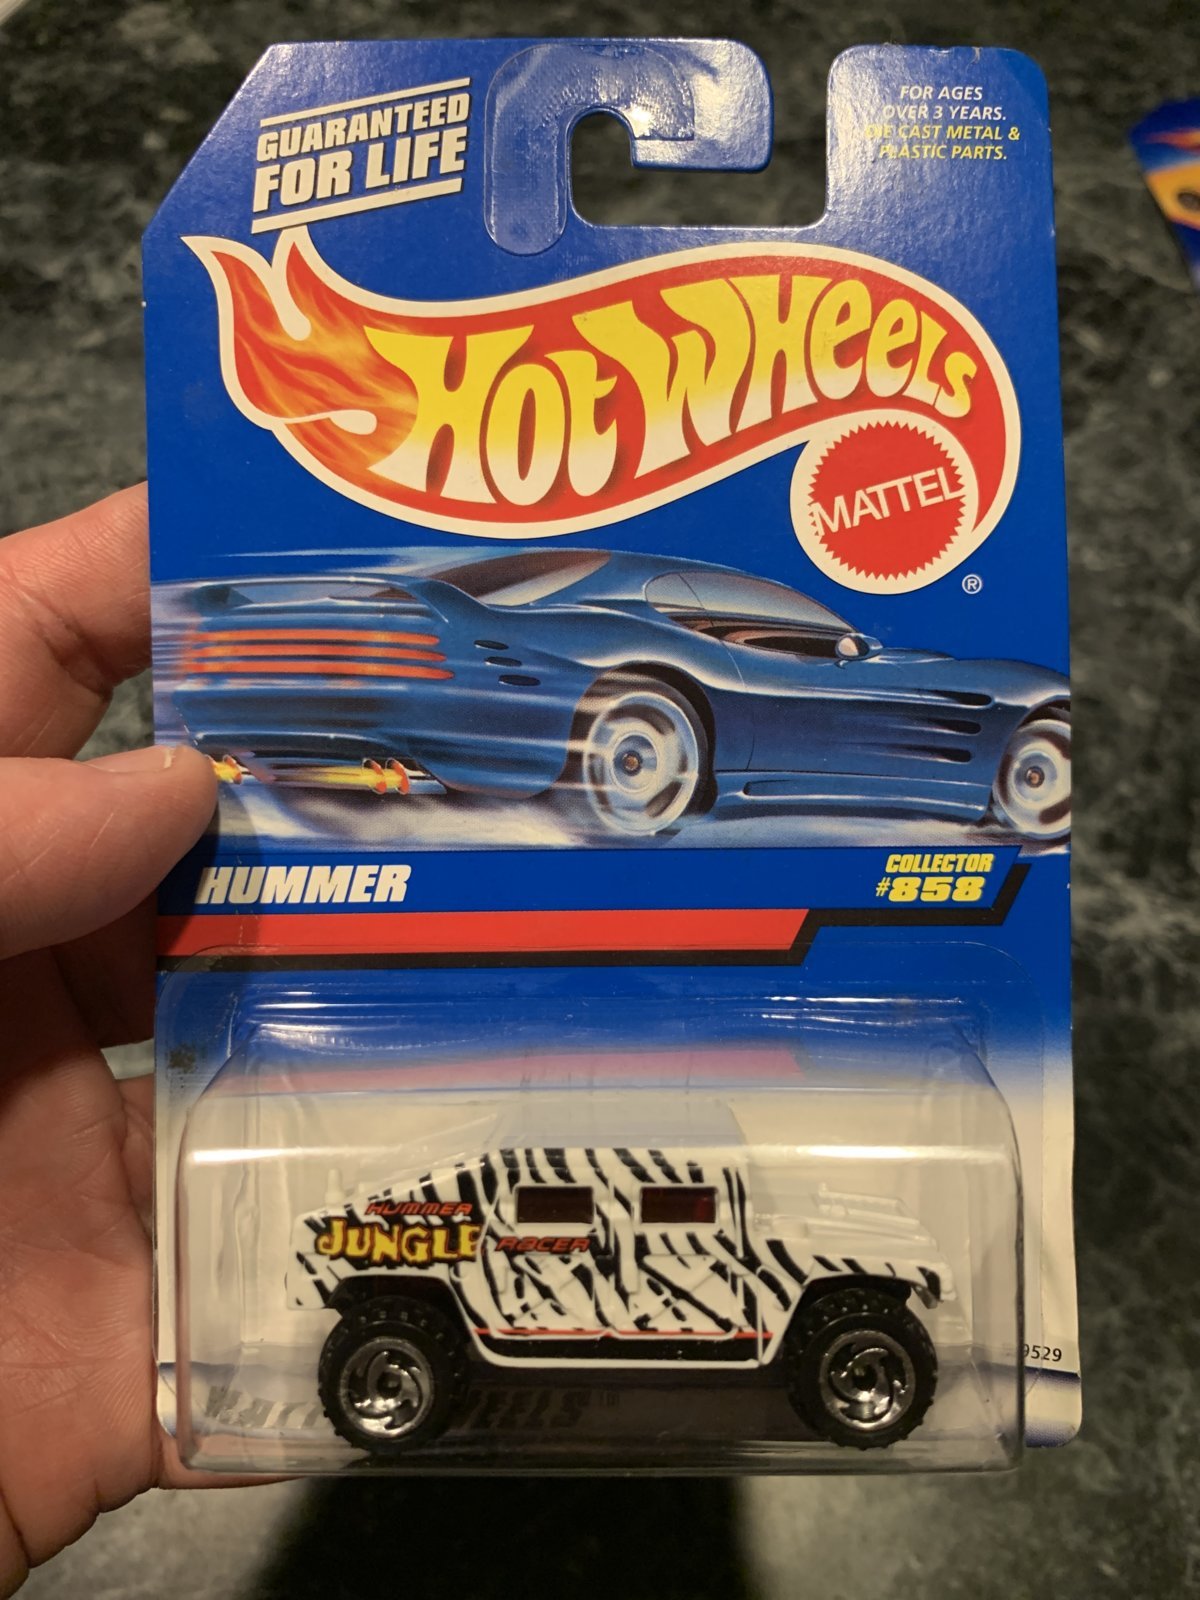 GUARANTEED
FOR LIFE
FOR AGES
OVER 3 YEARS.
DIE CAST METAL &
PLASTIC PARTS.
HOT WHEELS
MATTEL
®
HUMMER
COLLECTOR
#858
HUMMER
JUNGLE RACER
9529